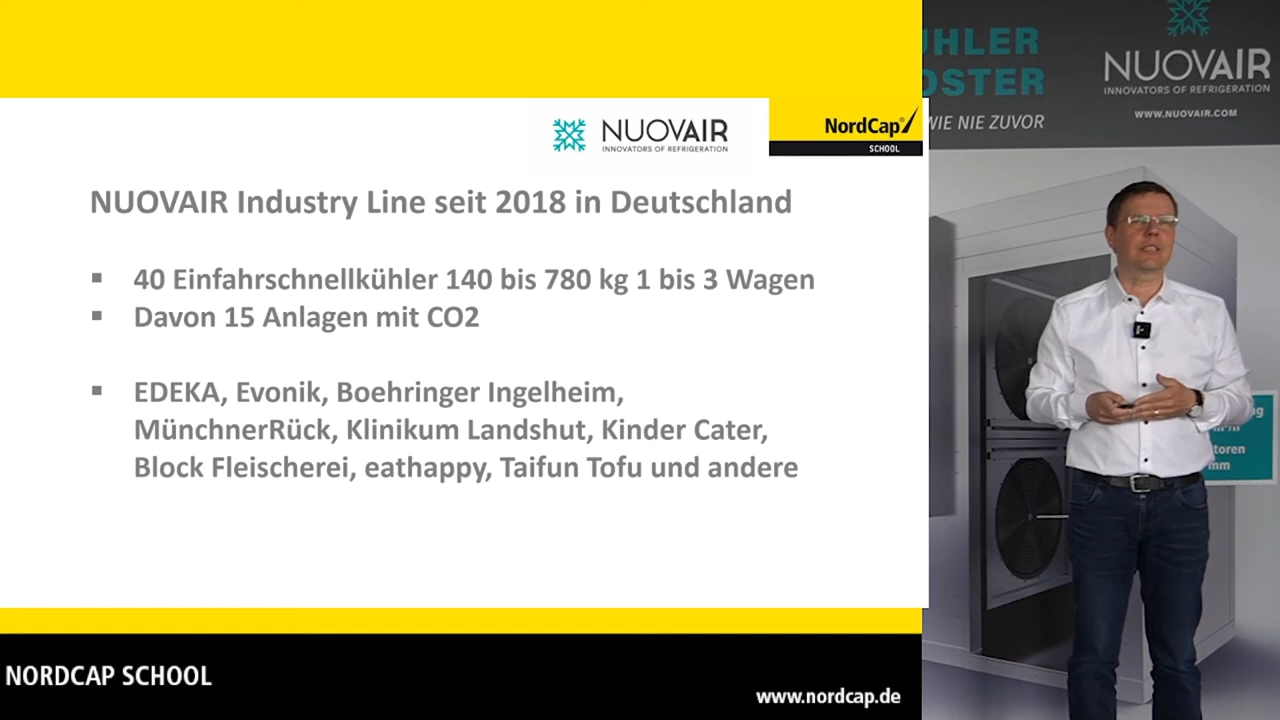 NUOVAIR
INNOVATORS OF REFRIGERATION
NordCap®
SCHOOL
NUOVAIR Industry Line seit 2018 in Deutschland
▪ 40 Einfahrschnellkühler 140 bis 780 kg 1 bis 3 Wagen
▪ Davon 15 Anlagen mit CO2
▪ EDEKA, Evonik, Boehringer Ingelheim,
MünchnerRück, Klinikum Landshut, Kinder Cater,
Block Fleischerei, eathappy, Taifun Tofu und andere
NORDCAP SCHOOL
www.nordcap.de
NUOVAIR
INNOVATORS OF REFRIGERATION
WWW.NUOVAIR.COM
WIE NIE ZUVOR